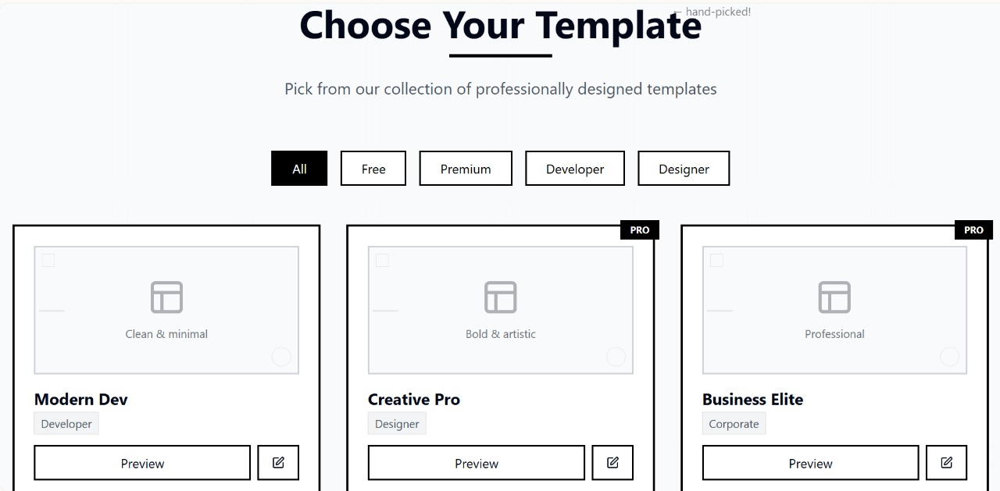 ← hand-picked!
Choose Your Template
Pick from our collection of professionally designed templates
All
Free
Premium
Developer
Designer
Clean & minimal
Modern Dev
Developer
Preview
PRO
Bold & artistic
Creative Pro
Designer
Preview
PRO
Professional
Business Elite
Corporate
Preview